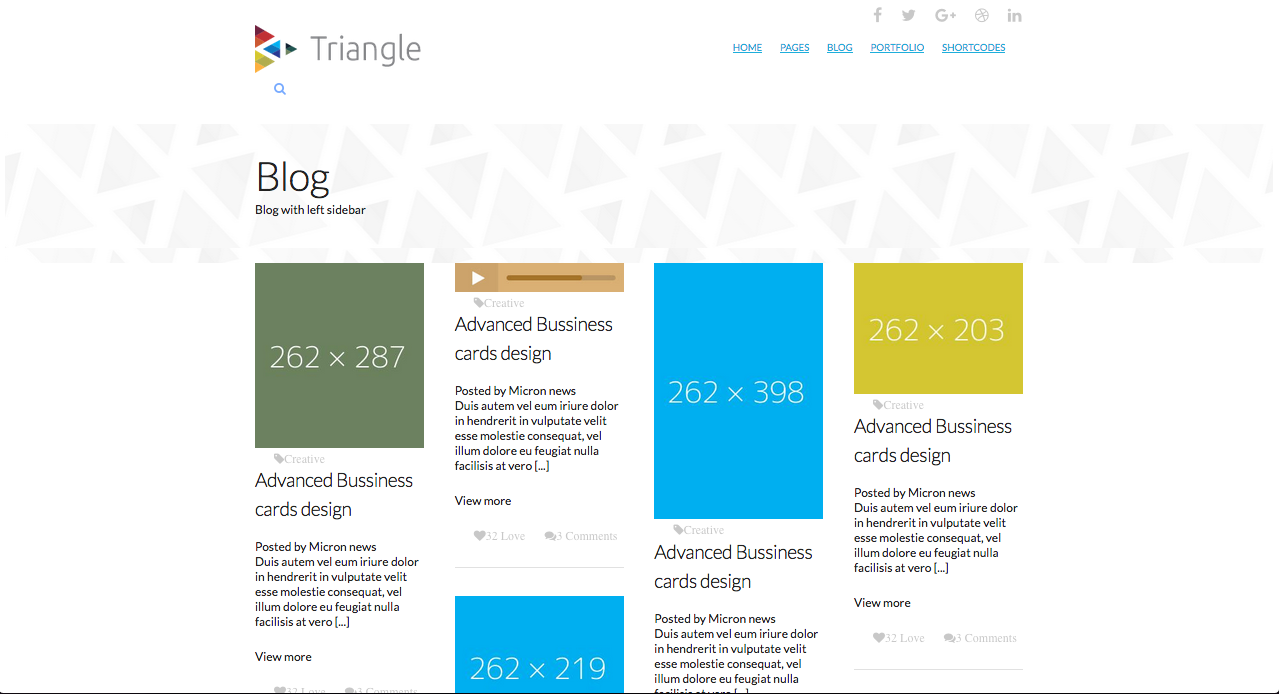 Triangle
HOME PAGES BLOG PORTFOLIO SHORTCODES
Blog
Blog with left sidebar
262 × 287
Creative
Advanced Bussiness
cards design
Posted by Micron news
Duis autem vel eum iriure dolor
in hendrerit in vulputate velit
esse molestie consequat, vel
illum dolore eu feugiat nulla
facilisis at vero [...]
View more
32 Love 3 Comments
Creative
Advanced Bussiness
cards design
Posted by Micron news
Duis autem vel eum iriure dolor
in hendrerit in vulputate velit
esse molestie consequat, vel
illum dolore eu feugiat nulla
facilisis at vero [...]
View more
32 Love 3 Comments
262 × 219
262 × 398
Creative
Advanced Bussiness
cards design
Posted by Micron news
Duis autem vel eum iriure dolor
in hendrerit in vulputate velit
esse molestie consequat, vel
illum dolore eu feugiat nulla
facilisis at vero [...]
262 × 203
Creative
Advanced Bussiness
cards design
Posted by Micron news
Duis autem vel eum iriure dolor
in hendrerit in vulputate velit
esse molestie consequat, vel
illum dolore eu feugiat nulla
facilisis at vero [...]
View more
32 Love 3 Comments